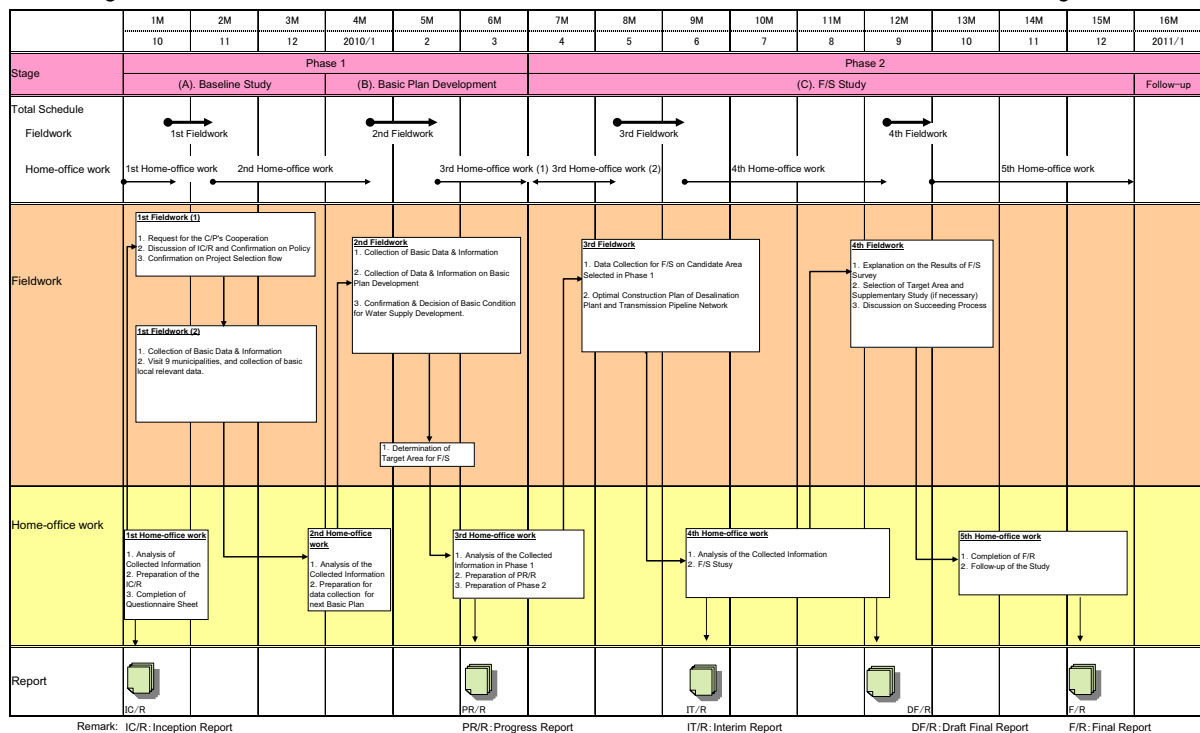 1M 2M 3M 4M 5M 6M 7M 8M 9M 10M 11M 12M 13M 14M 15M 16M
10 11 12 2010/1 2 3 4 5 6 7 8 9 10 11 12 2011/1
Stage
Phase 1 Phase 2
(A). Baseline Study (B). Basic Plan Development (C). F/S Study Follow-up
Total Schedule
Fieldwork
1st Fieldwork 2nd Fieldwork 3rd Fieldwork 4th Fieldwork
Home-office work
1st Home-office work 2nd Home-office work 3rd Home-office work (1) 3rd Home-office work (2) 4th Home-office work 5th Home-office work
Fieldwork
1st Fieldwork (1)
1. Request for the C/P's Cooperation
2. Discussion of IC/R and Confirmation on Policy
3. Confirmation on Project Selection flow
1st Fieldwork (2)
1. Collection of Basic Data & Information
2. Visit 9 municipalities, and collection of basic
local relevant data.
2nd Fieldwork
1. Collection of Basic Data & Information
2. Collection of Data & Information on Basic
Plan Development
3. Confirmation & Decision of Basic Condition
for Water Supply Development.
1. Determination of
Target Area for F/S
3rd Fieldwork
1. Data Collection for F/S on Candidate Area
Selected in Phase 1
2. Optimal Construction Plan of Desalination
Plant and Transmission Pipeline Network
4th Fieldwork
1. Explanation on the Results of F/S
Survey
2. Selection of Target Area and
Supplementary Study (if necessary)
3. Discussion on Succeeding Process
Home-office work
1st Home-office work
1. Analysis of
Collected Information
2. Preparation of the
IC/R
3. Completion of
Questionnaire Sheet
2nd Home-office
work
1. Analysis of the
Collected Information
2. Preparation for
data collection for
next Basic Plan
3rd Home-office work
1. Analysis of the Collected
Information in Phase 1
2. Preparation of PR/R
3. Preparation of Phase 2
4th Home-office work
1. Analysis of the Collected Information
2. F/S Stusy
5th Home-office work
1. Completion of F/R
2. Follow-up of the Study
Report
IC/R PR/R IT/R DF/R F/R
Remark: IC/R:Inception Report PR/R:Progress Report IT/R:Interim Report DF/R:Draft Final Report F/R:Final Report